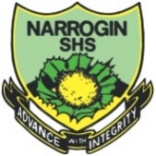 NARROGIN
SHS
ADVANCE WITH INTEGRITY